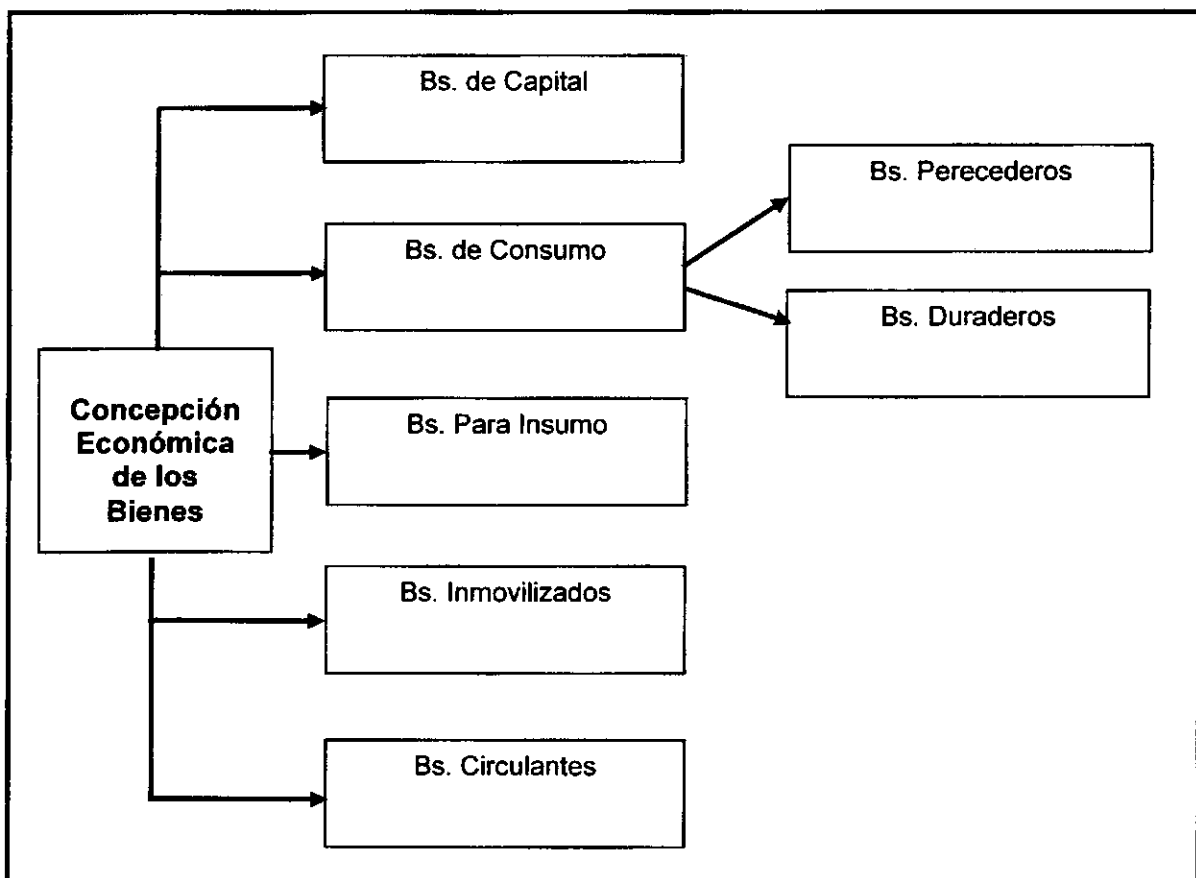 Bs. de Capital
Bs. Perecederos
Bs. de Consumo
Bs. Duraderos
Concepción
Económica
de los
Bienes
Bs. Para Insumo
Bs. Inmovilizados
Bs. Circulantes